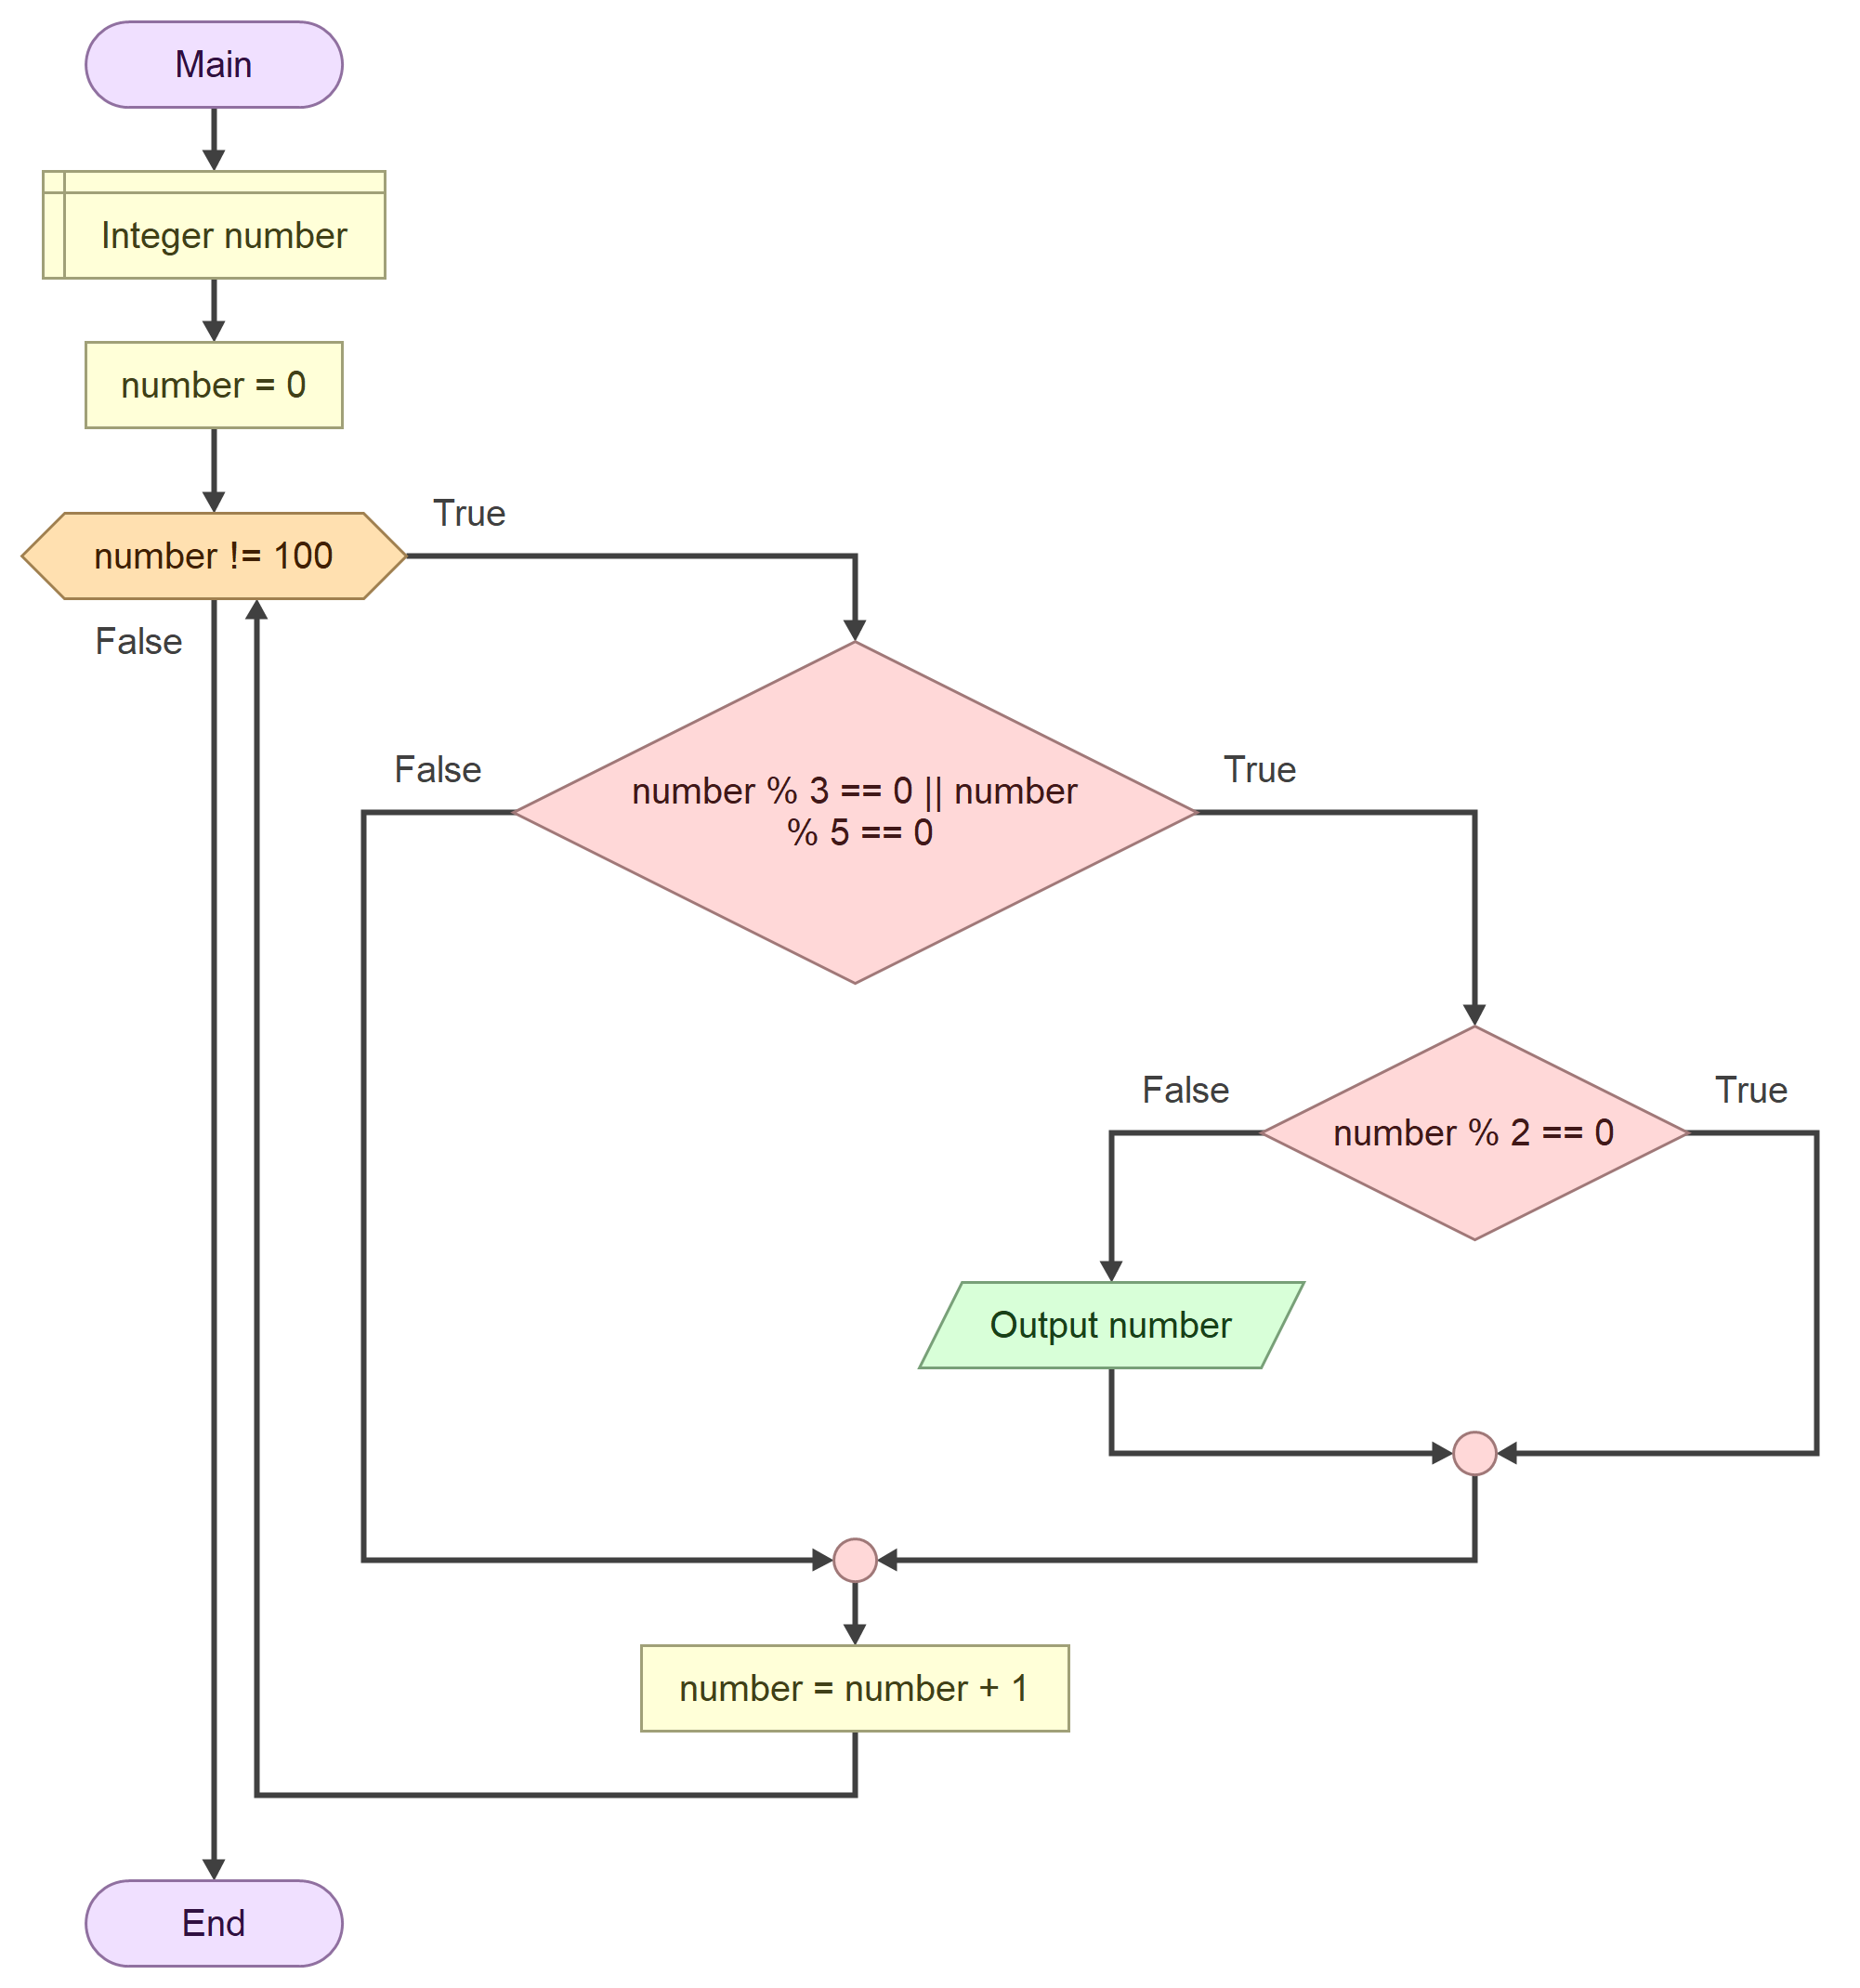 Main
Integer number
number = 0
number != 100
True
False
False
number % 3 == 0 || number
% 5 == 0
True
False
number % 2 == 0
True
Output number
number = number + 1
End